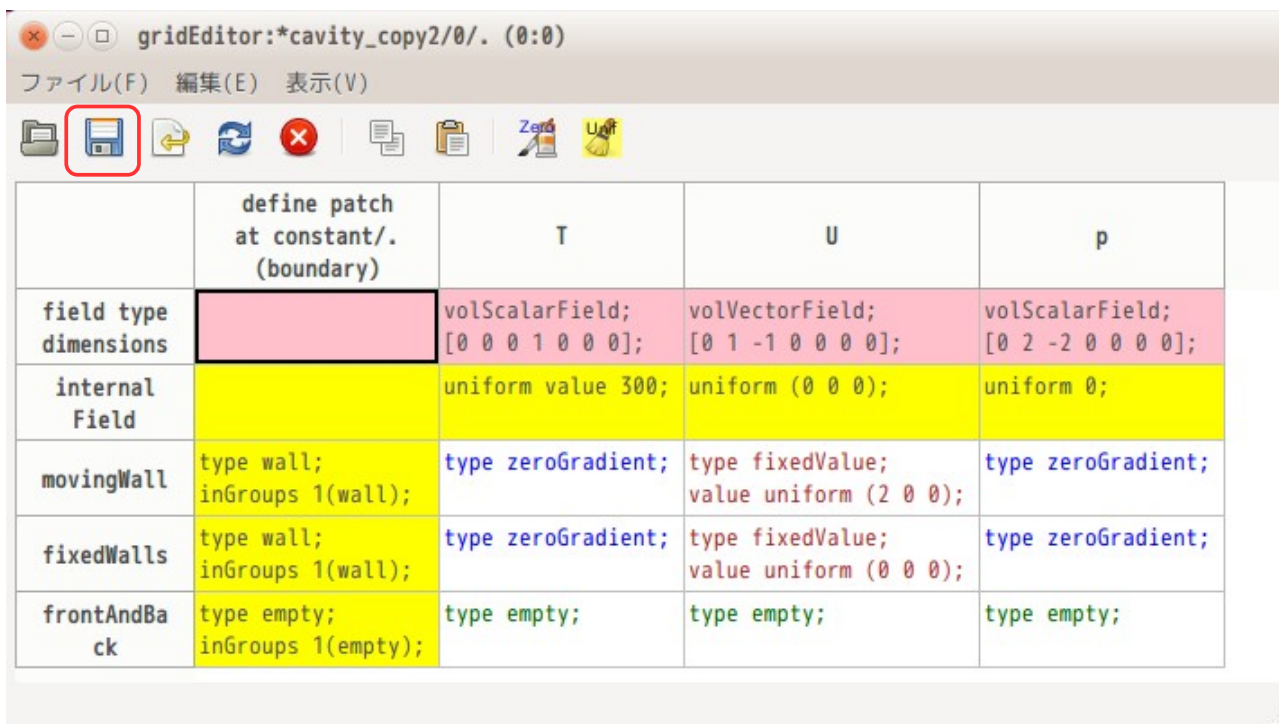 gridEditor:*cavity_copy2/0/. (0:0)
ファイル(F) 編集(E) 表示(V)
Zero Unif
define patch
at constant/.
(boundary)
T
U
p
field type
dimensions
volScalarField;
[0 0 0 1 0 0 0];
volVectorField;
[0 1 -1 0 0 0 0];
volScalarField;
[0 2 -2 0 0 0 0];
internal
Field
uniform value 300;
uniform (0 0 0);
uniform 0;
movingWall
type wall;
inGroups 1(wall);
type zeroGradient;
type fixedValue;
value uniform (2 0 0);
type zeroGradient;
fixedWalls
type wall;
inGroups 1(wall);
type zeroGradient;
type fixedValue;
value uniform (0 0 0);
type zeroGradient;
frontAndBa
ck
type empty;
inGroups 1(empty);
type empty;
type empty;
type empty;